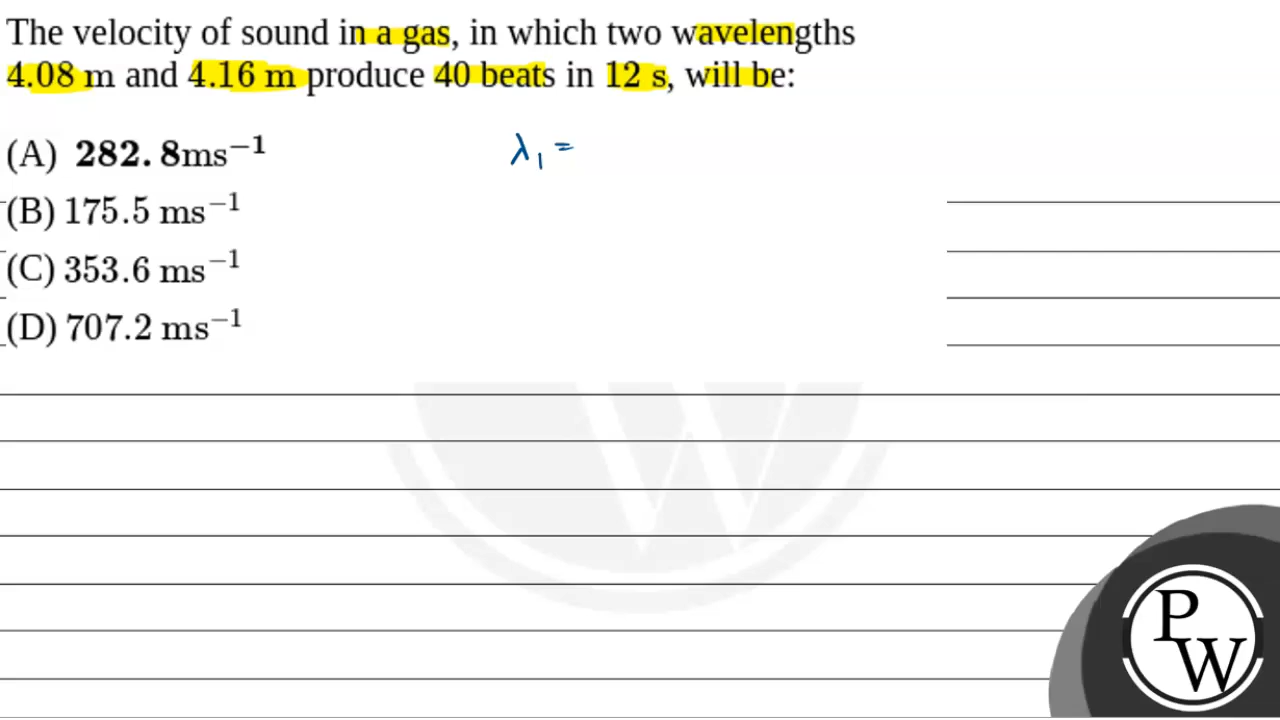 The velocity of sound in a gas, in which two wavelengths
4.08 m and 4.16 m produce 40 beats in 12 s, will be:
(A) 282.8ms⁻¹
λ₁ =
(B) 175.5 ms⁻¹
(C) 353.6 ms⁻¹
(D) 707.2 ms⁻¹
W
P
W